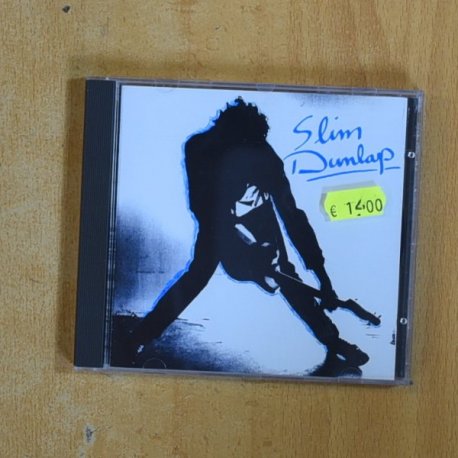 Slim
Dunlap
€ 14.00